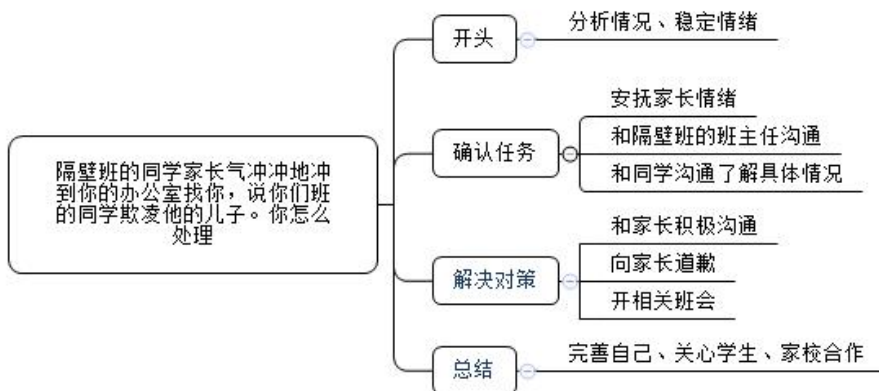 隔壁班的同学家长气冲冲地冲
到你的办公室找你，说你们班
的同学欺凌他的儿子。你怎么
处理
开头
分析情况、稳定情绪
确认任务
安抚家长情绪
和隔壁班的班主任沟通
和同学沟通了解具体情况
解决对策
和家长积极沟通
向家长道歉
开相关班会
总结
完善自己、关心学生、家校合作